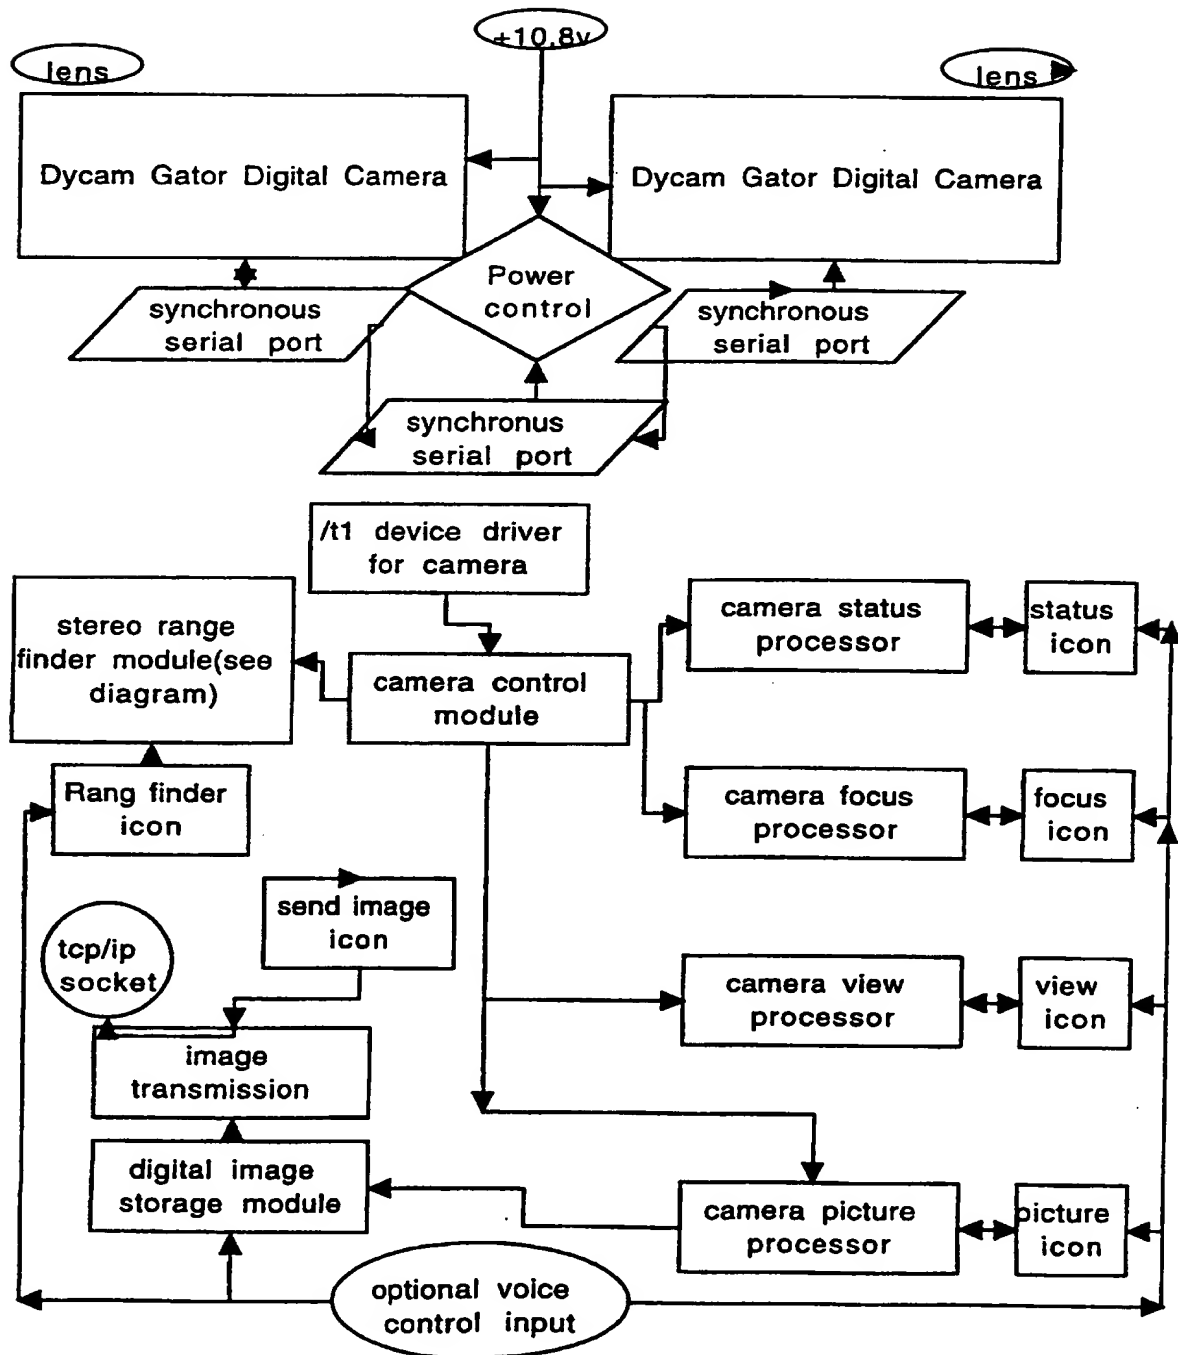 +10.8v
lens
lens
Dycam Gator Digital Camera
Dycam Gator Digital Camera
Power
control
synchronous
serial port
synchronous
serial port
synchronus
serial port
/t1 device driver
for camera
stereo range
finder module(see
diagram)
camera control
module
camera status
processor
status
icon
Rang finder
icon
camera focus
processor
focus
icon
send image
icon
tcp/ip
socket
camera view
processor
view
icon
image
transmission
digital image
storage module
camera picture
processor
picture
icon
optional voice
control input